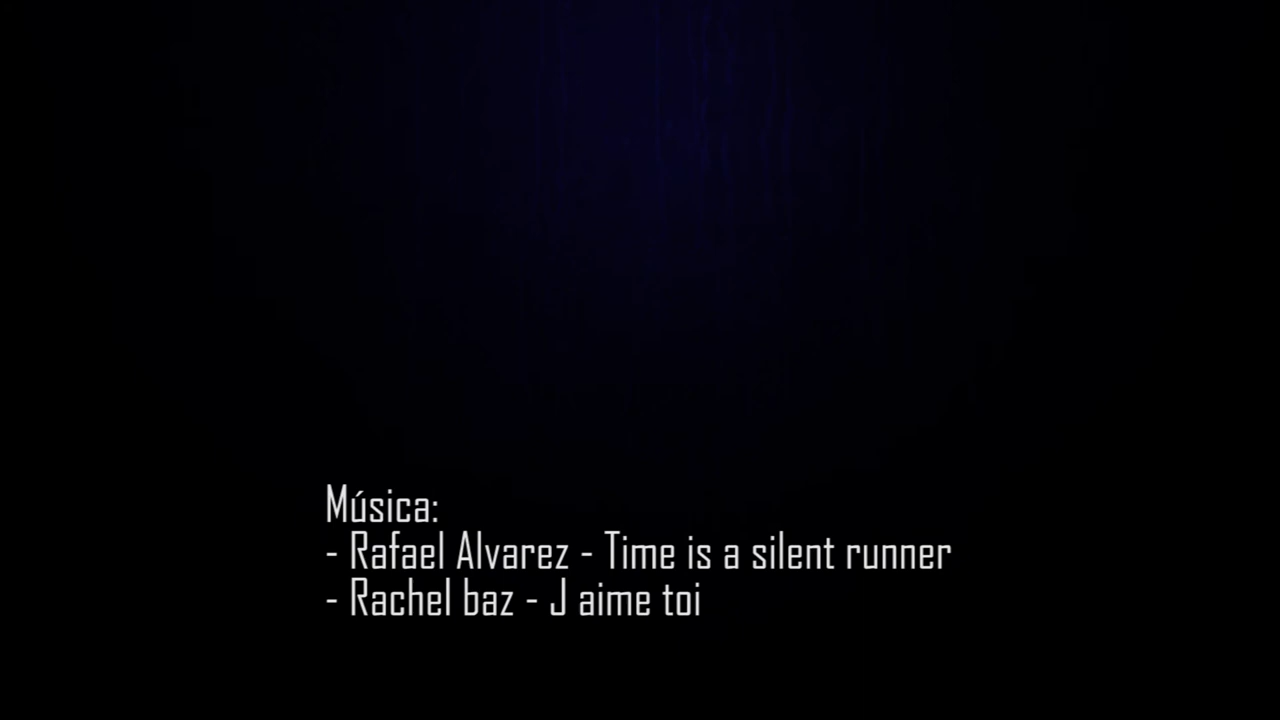 Música:
- Rafael Alvarez - Time is a silent runner
- Rachel baz - J aime toi